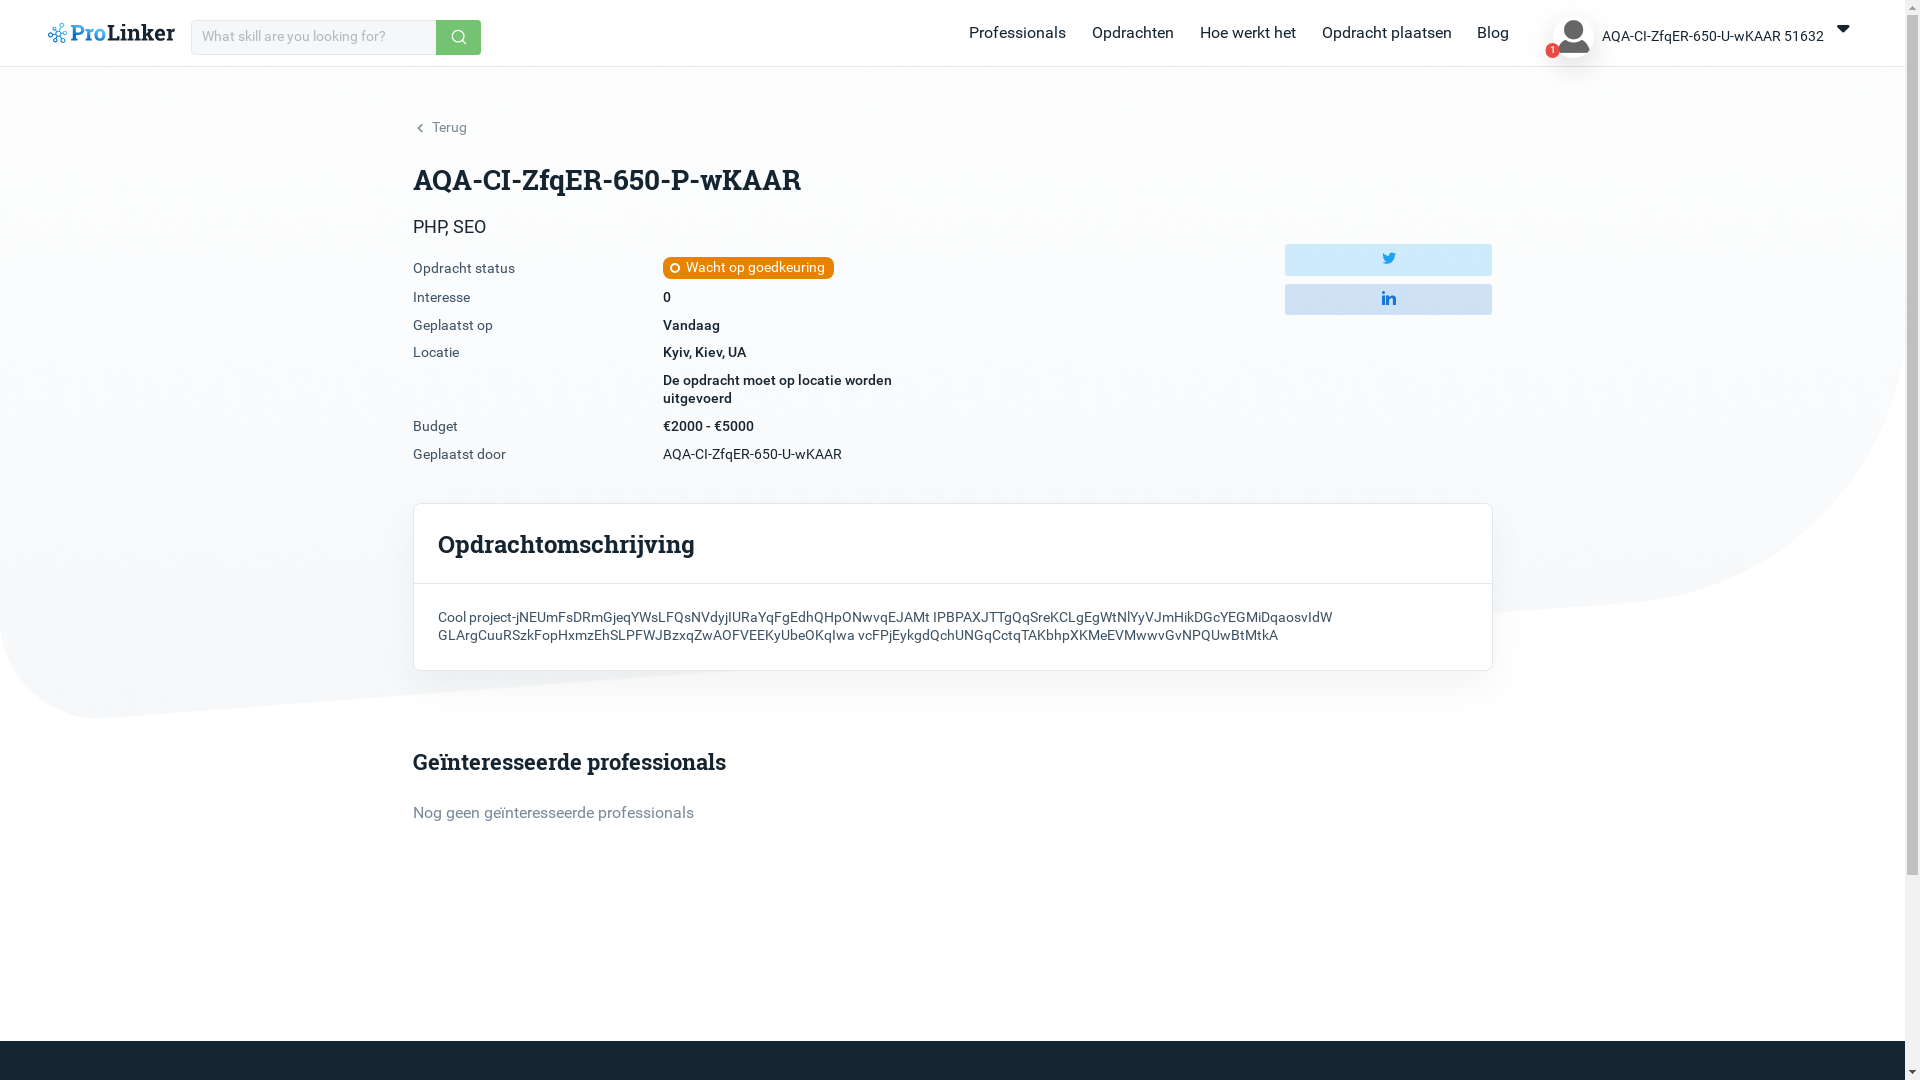 ProLinker
What skill are you looking for?
Professionals
Opdrachten
Hoe werkt het
Opdracht plaatsen
Blog
1
AQA-CI-ZfqER-650-U-wKAAR 51632
Terug
AQA-CI-ZfqER-650-P-wKAAR
PHP, SEO
Opdracht status
Wacht op goedkeuring
Interesse
0
Geplaatst op
Vandaag
Locatie
Kyiv, Kiev, UA
De opdracht moet op locatie worden
uitgevoerd
Budget
€2000 - €5000
Geplaatst door
AQA-CI-ZfqER-650-U-wKAAR
Opdrachtomschrijving
Cool project-jNEUmFsDRmGjeqYWsLFQsNVdyjIURaYqFgEdhQHpONwvqEJAMt IPBPAXJTTgQqSreKCLgEgWtNlYyVJmHikDGcYEGMiDqaosvIdW
GLArgCuuRSzkFopHxmzEhSLPFWJBzxqZwAOFVEEKyUbeOKqIwa vcFPjEykgdQchUNGqCctqTAKbhpXKMeEVMwwvGvNPQUwBtMtkA
Geïnteresseerde professionals
Nog geen geïnteresseerde professionals